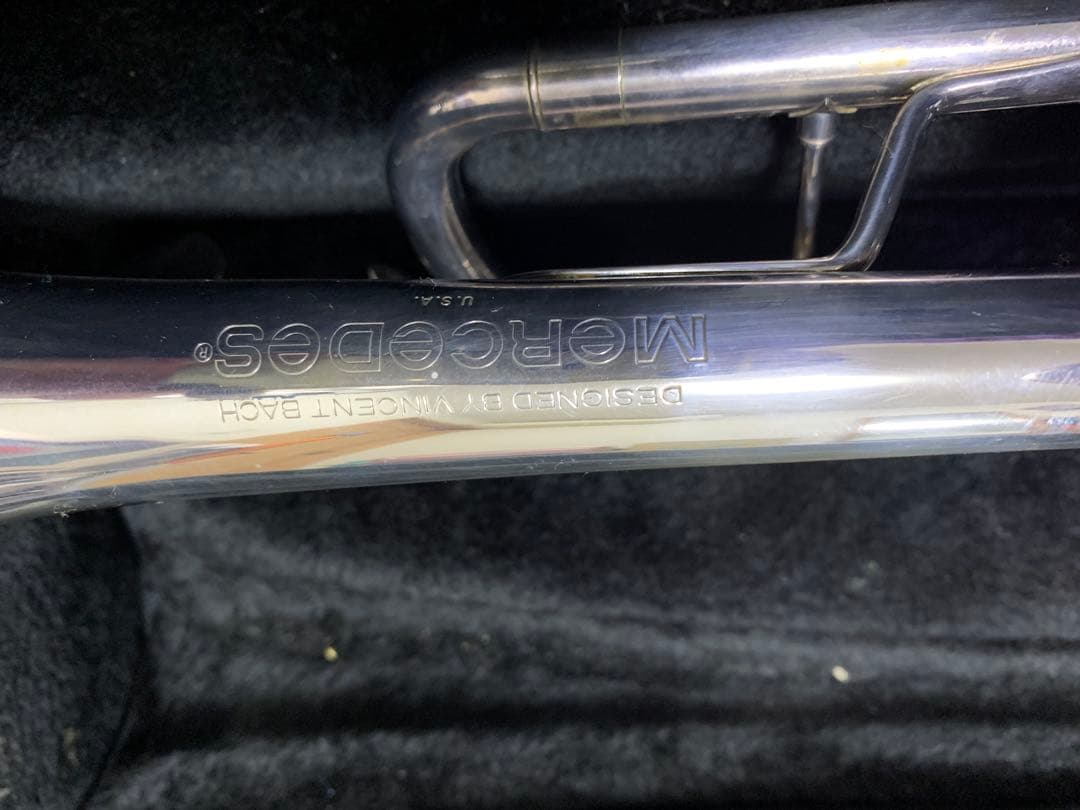 DESIGNED BY VINCENT BACH
MeRCeDeS®
U.S.A.